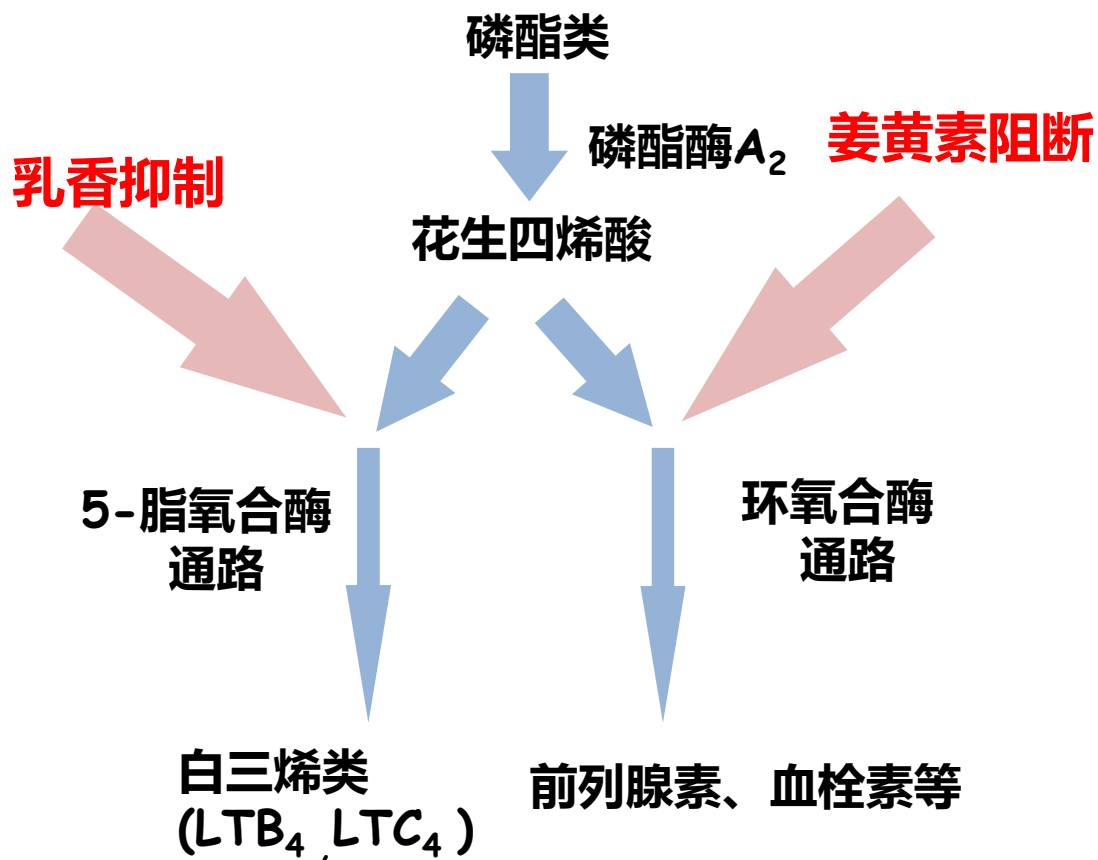 磷酯类
磷酯酶A₂
姜黄素阻断
乳香抑制
花生四烯酸
5-脂氧合酶
通路
环氧合酶
通路
白三烯类
(LTB₄ LTC₄ )
前列腺素、血栓素等